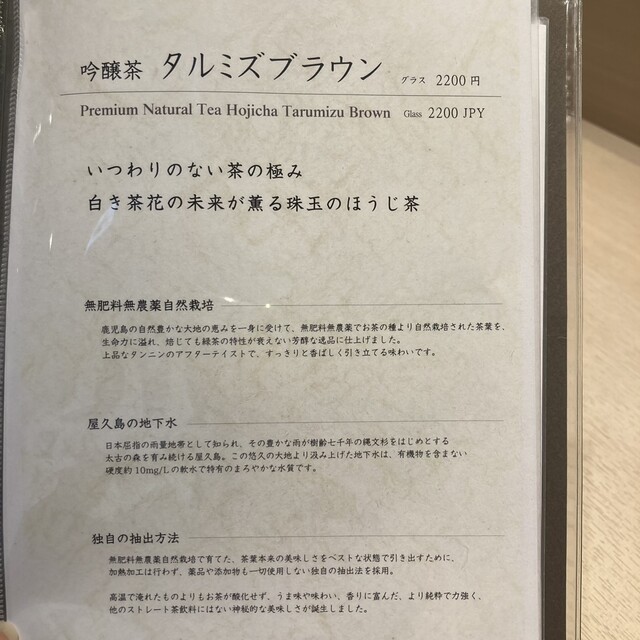 吟醸茶 タルミズブラウン グラス 2200円
Premium Natural Tea Hojicha Tarumizu Brown Glass 2200 JPY
いつわりのない茶の極み
白き茶花の未来が薫る珠玉のほうじ茶
無肥料無農薬自然栽培
鹿児島の自然豊かな大地の恵みを一身に受けて、無肥料無農薬でお茶の種より自然栽培された茶葉を、
生命力に溢れ、焙じても緑茶の特性が衰えない芳醇な逸品に仕上げました。
上品なタンニンのアフターテイストで、すっきりと香ばしく引き立てる味わいです。
屋久島の地下水
日本屈指の雨量地帯として知られ、その豊かな雨が樹齢七千年の縄文杉をはじめとする
太古の森を育み続ける屋久島。この悠久の大地より汲み上げた地下水は、有機物を含まない
硬度約10mg/Lの軟水で特有のまろやかな水質です。
独自の抽出方法
無肥料無農薬自然栽培で育てた、茶葉本来の美味しさをベストな状態で引き出すために、
加熱加工は行わず、薬品や添加物も一切使用しない独自の抽出法を採用。
高温で淹れたものよりもお茶が酸化せず、うま味や味わい、香りに富んだ、より純粋で力強く、
他のストレート茶飲料にはない神秘的な美味しさが誕生しました。